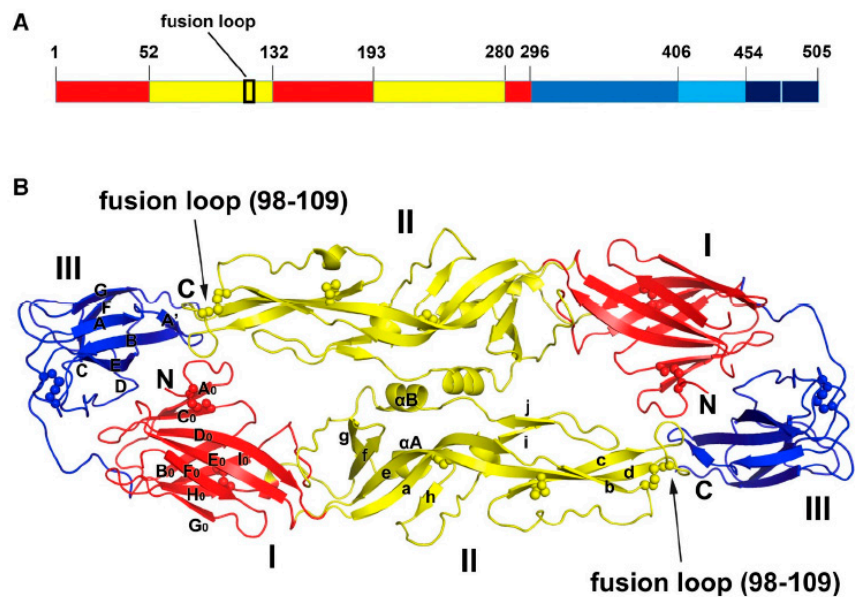 A
fusion loop
1 52 132 193 280 296 406 454 505
B
fusion loop (98-109)
II
I
III
C
G
F
A
A'
B
C
E
D
N
A₀
C₀
D₀
B₀ F₀ E₀ I₀
H₀
G₀
I
αB
g
f
αA
e
a
h
j
i
c
d
b
II
N
C
III
fusion loop (98-109)